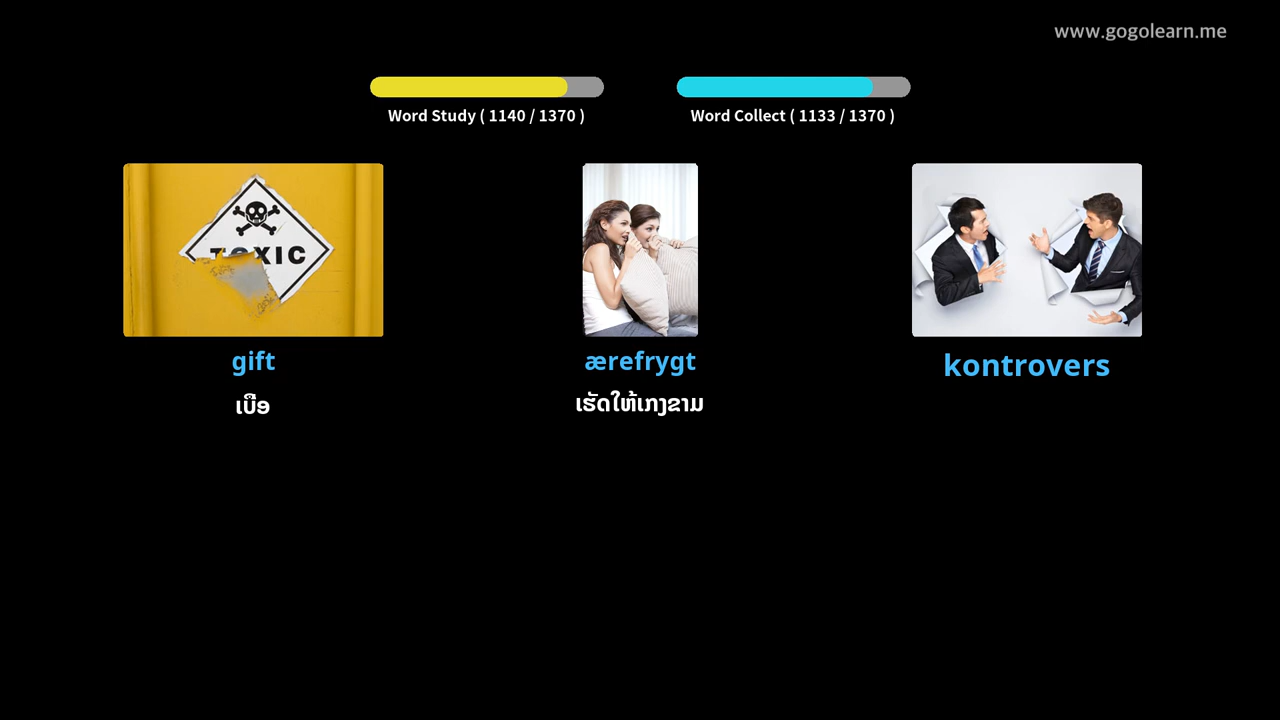 www.gogolearn.me
Word Study ( 1140 / 1370 )
Word Collect ( 1133 / 1370 )
TOXIC
gift
ærefrygt
kontrovers
ເບືອ
ເຮັດໃຫ້ເກງຂາມ